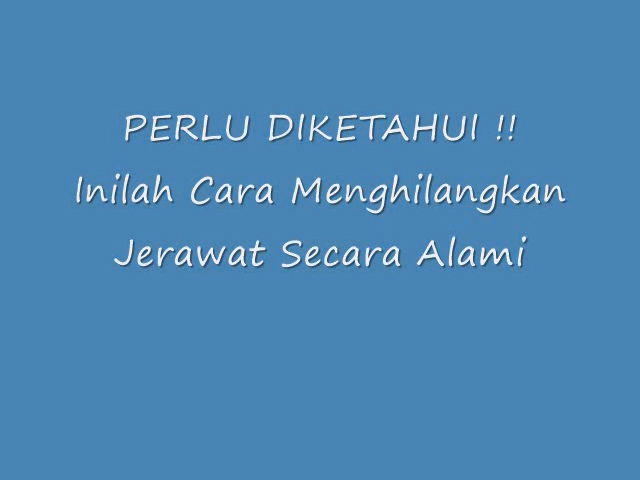 PERLU DIKETAHUI !!
Inilah Cara Menghilangkan
Jerawat Secara Alami